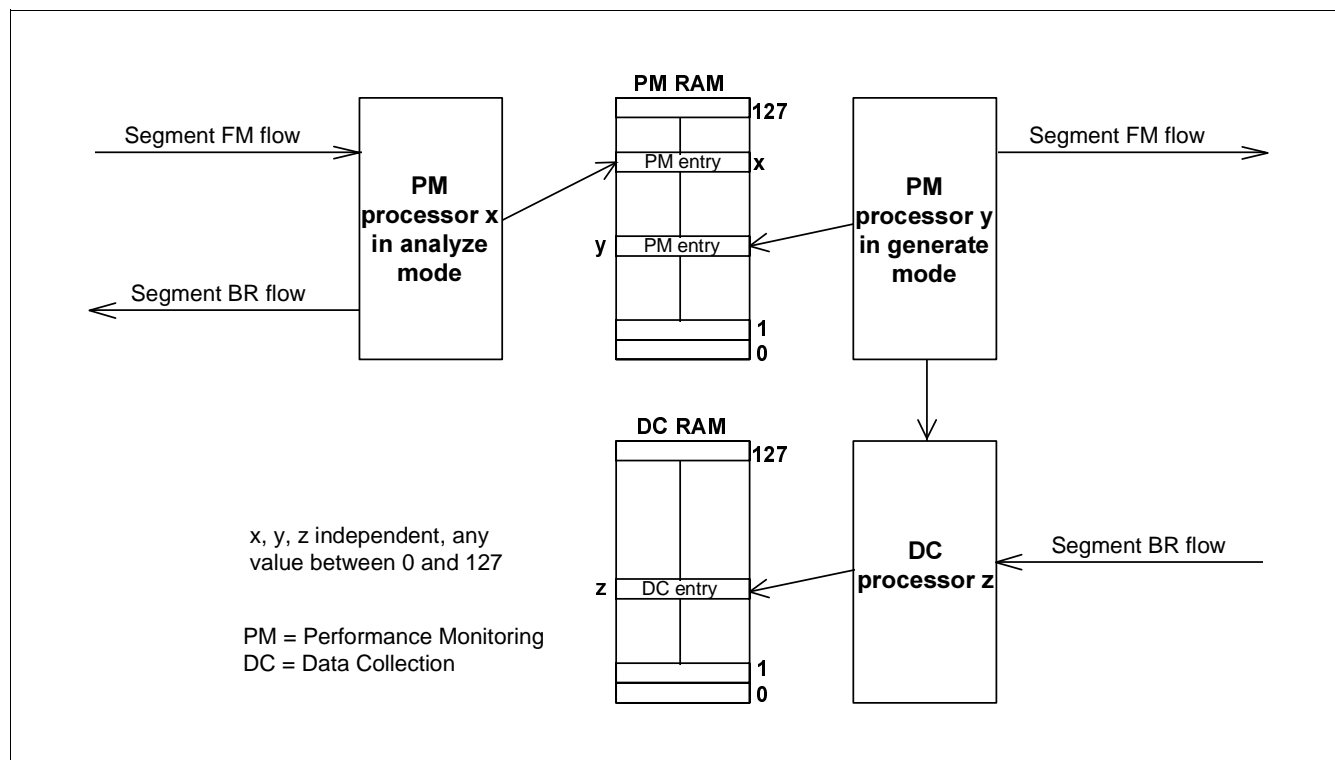 PM RAM
127
Segment FM flow
Segment FM flow
PM entry
x
PM
processor x
in analyze
mode
PM
processor y
in generate
mode
y
PM entry
Segment BR flow
1
0
DC RAM
127
x, y, z independent, any
value between 0 and 127
DC
processor z
Segment BR flow
z
DC entry
PM = Performance Monitoring
DC = Data Collection
1
0